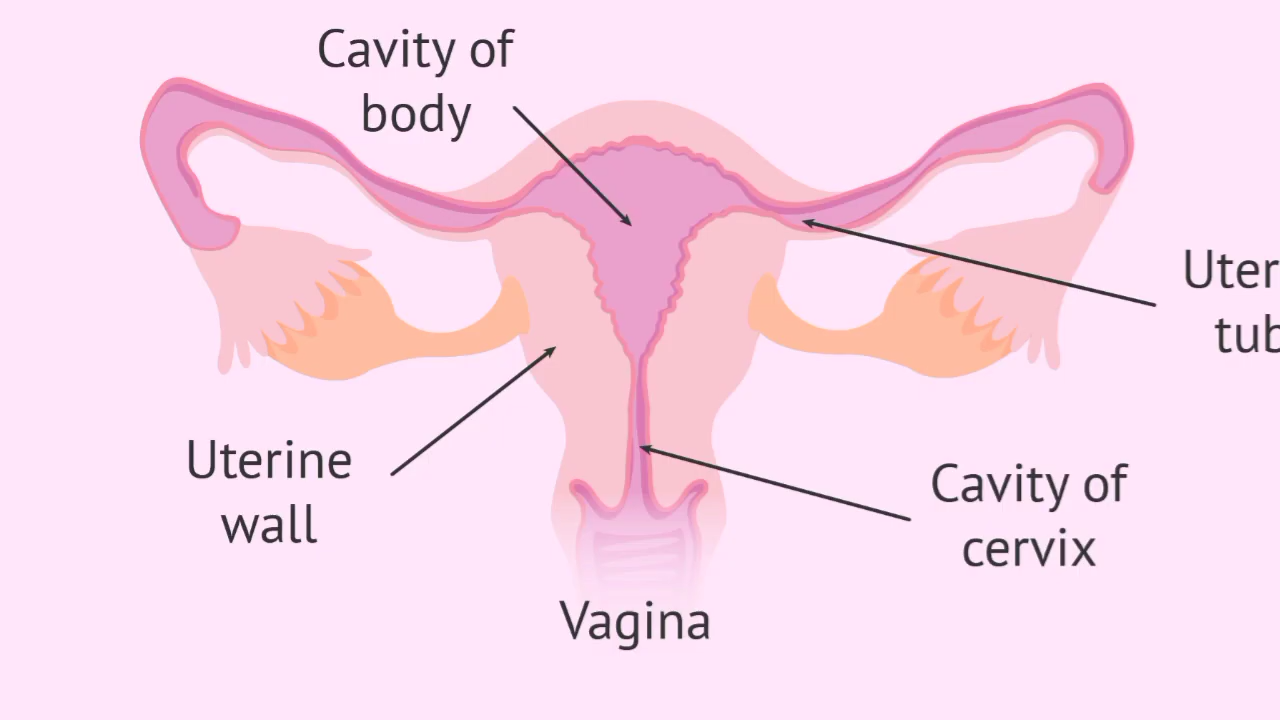 Cavity of
body
Uterine
wall
Cavity of
cervix
Vagina